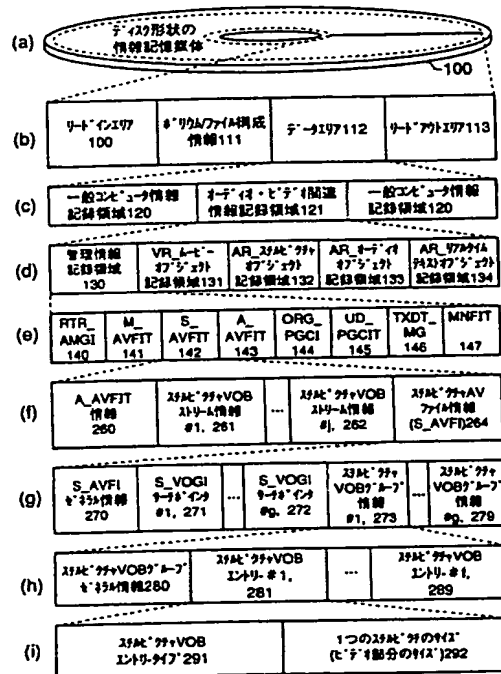 (a)
ディスク形状の
情報記憶媒体
100
(b)
リードインエリア
100
ボリウム/ファイル構成
情報111
データエリア112
リードアウトエリア113
(c)
一般コンピュータ情報
記録領域120
オーディオ・ビデオ関連
情報記録領域121
一般コンピュータ情報
記録領域120
(d)
管理情報
記録領域
130
VR_ムービー
オブジェクト
記録領域131
AR_スチルピクチャ
オブジェクト
記録領域132
AR_オーディオ
オブジェクト
記録領域133
AR_リアルタイム
テキストオブジェクト
記録領域134
(e)
RTR_
AMGI
140
M_
AVFIT
141
S_
AVFIT
142
A_
AVFIT
143
ORG_
PGCI
144
UD_
PGCIT
145
TXDT_
MG
146
MNFIT
147
(f)
A_AVFIT
情報
260
スチルピクチャVOB
ストリーム情報
#1, 261
...
スチルピクチャVOB
ストリーム情報
#j, 262
スチルピクチャAV
ファイル情報
(S_AVFI)264
(g)
S_AVFI
ゼネラル情報
270
S_VOGI
サーチポインタ
#1, 271
...
S_VOGI
サーチポインタ
#g, 272
スチルピクチャ
VOBグループ
情報
#1, 273
...
スチルピクチャ
VOBグループ
情報
#g, 279
(h)
スチルピクチャVOBグループ
ゼネラル情報280
スチルピクチャVOB
エントリー#1,
281
...
スチルピクチャVOB
エントリー#f,
289
(i)
スチルピクチャVOB
エントリータイプ291
1つのスチルピクチャのサイズ
(ビデオ部分のサイズ)292